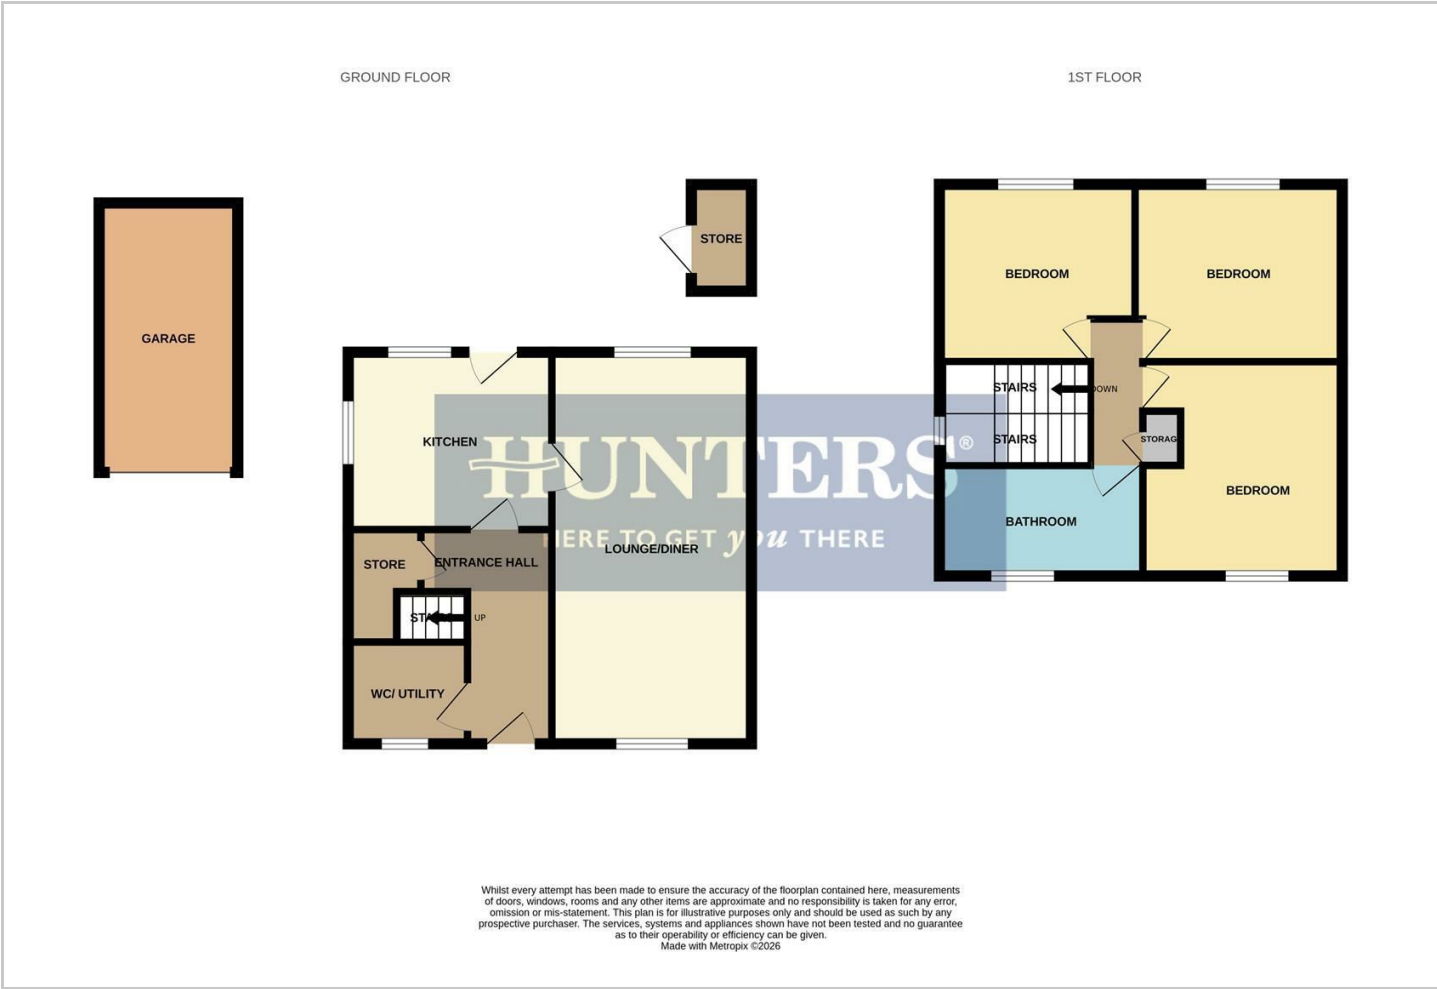 GROUND FLOOR
1ST FLOOR
STORE
GARAGE
KITCHEN
STORE
ENTRANCE HALL
LOUNGE/DINER
UP
WC/ UTILITY
BEDROOM
BEDROOM
STAIRS
DOWN
STAIRS
STORAG
BEDROOM
BATHROOM
HUNTERS®
HERE TO GET you THERE
Whilst every attempt has been made to ensure the accuracy of the floorplan contained here, measurements
of doors, windows, rooms and any other items are approximate and no responsibility is taken for any error,
omission or mis-statement. This plan is for illustrative purposes only and should be used as such by any
prospective purchaser. The services, systems and appliances shown have not been tested and no guarantee
as to their operability or efficiency can be given.
Made with Metropix ©2026